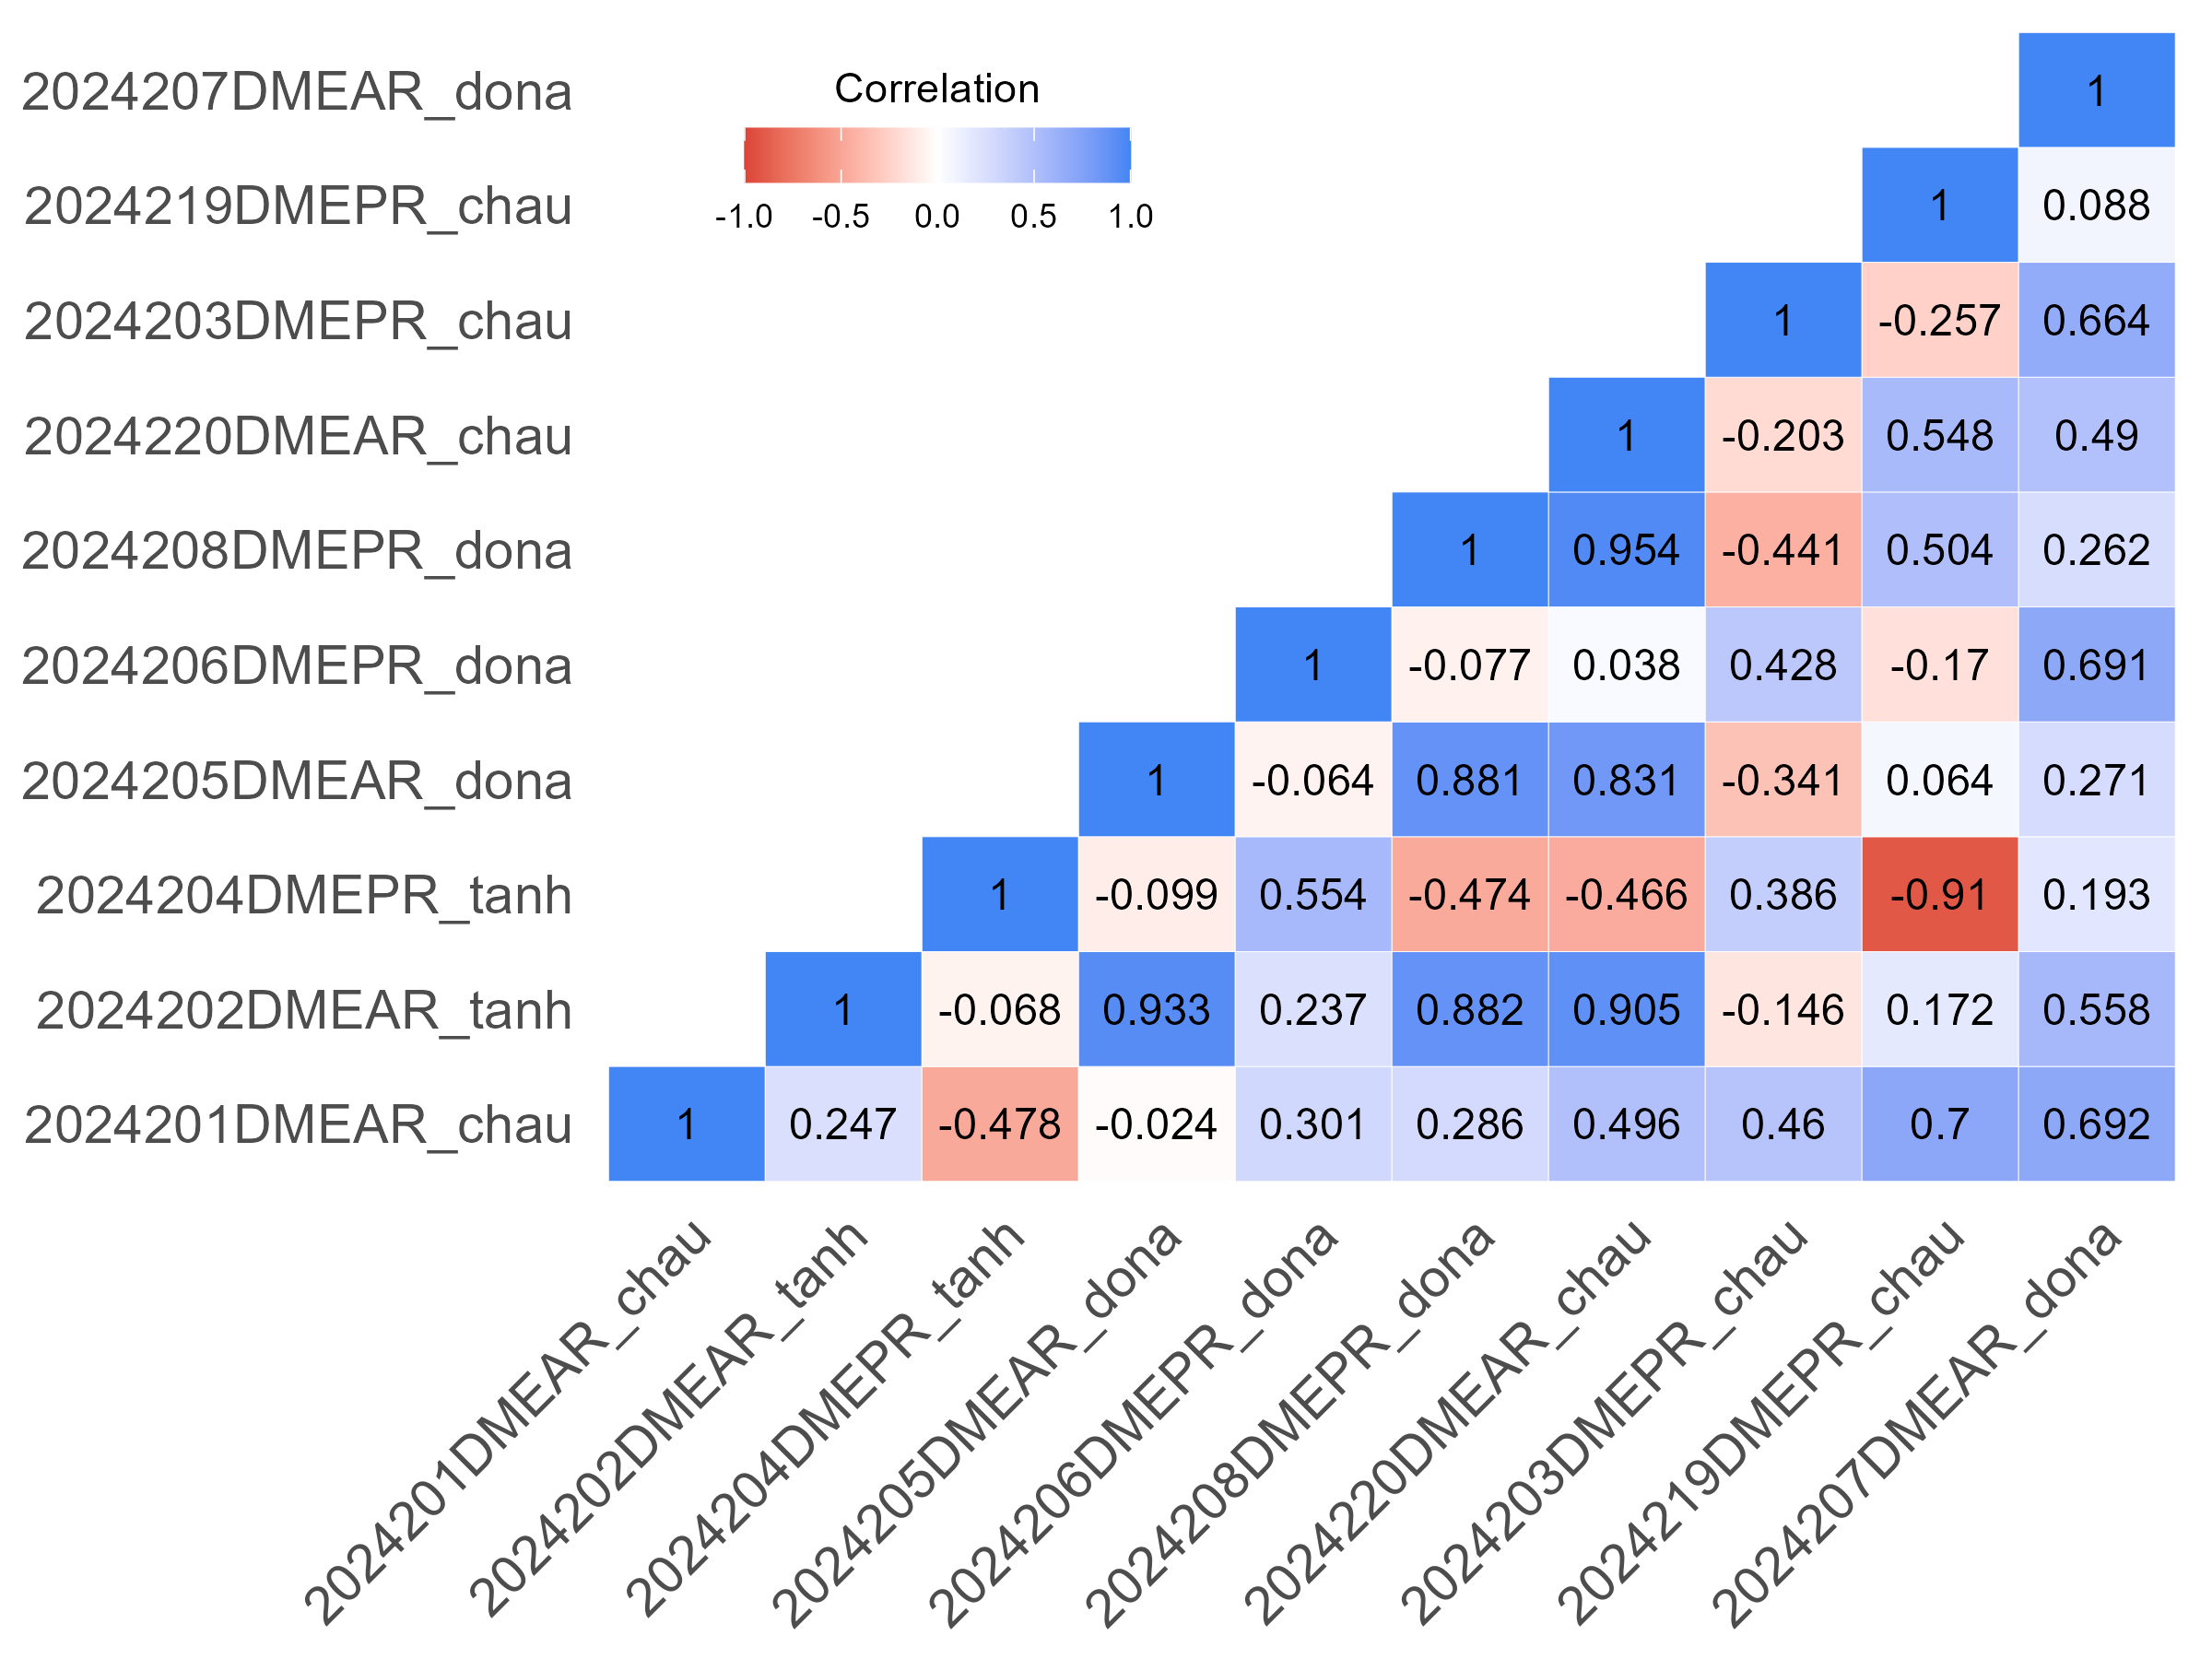 Correlation
-1.0 -0.5 0.0 0.5 1.0
2024207DMEAR_dona 1
2024219DMEPR_chau 1 0.088
2024203DMEPR_chau 1 -0.257 0.664
2024220DMEAR_chau 1 -0.203 0.548 0.49
2024208DMEPR_dona 1 0.954 -0.441 0.504 0.262
2024206DMEPR_dona 1 -0.077 0.038 0.428 -0.17 0.691
2024205DMEAR_dona 1 -0.064 0.881 0.831 -0.341 0.064 0.271
2024204DMEPR_tanh 1 -0.099 0.554 -0.474 -0.466 0.386 -0.91 0.193
2024202DMEAR_tanh 1 -0.068 0.933 0.237 0.882 0.905 -0.146 0.172 0.558
2024201DMEAR_chau 1 0.247 -0.478 -0.024 0.301 0.286 0.496 0.46 0.7 0.692
2024201DMEAR_chau
2024202DMEAR_tanh
2024204DMEPR_tanh
2024205DMEAR_dona
2024206DMEPR_dona
2024208DMEPR_dona
2024220DMEAR_chau
2024203DMEPR_chau
2024219DMEPR_chau
2024207DMEAR_dona